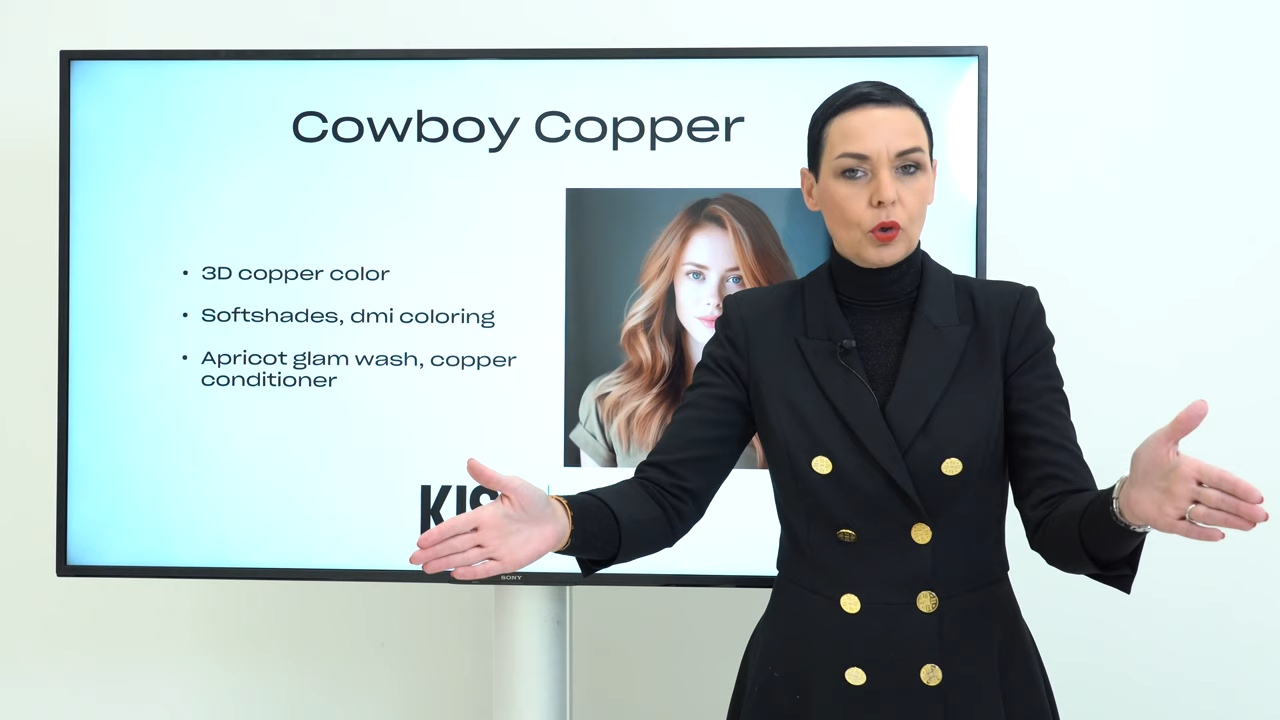 Cowboy Copper
• 3D copper color
• Softshades, dmi coloring
• Apricot glam wash, copper
conditioner
SONY